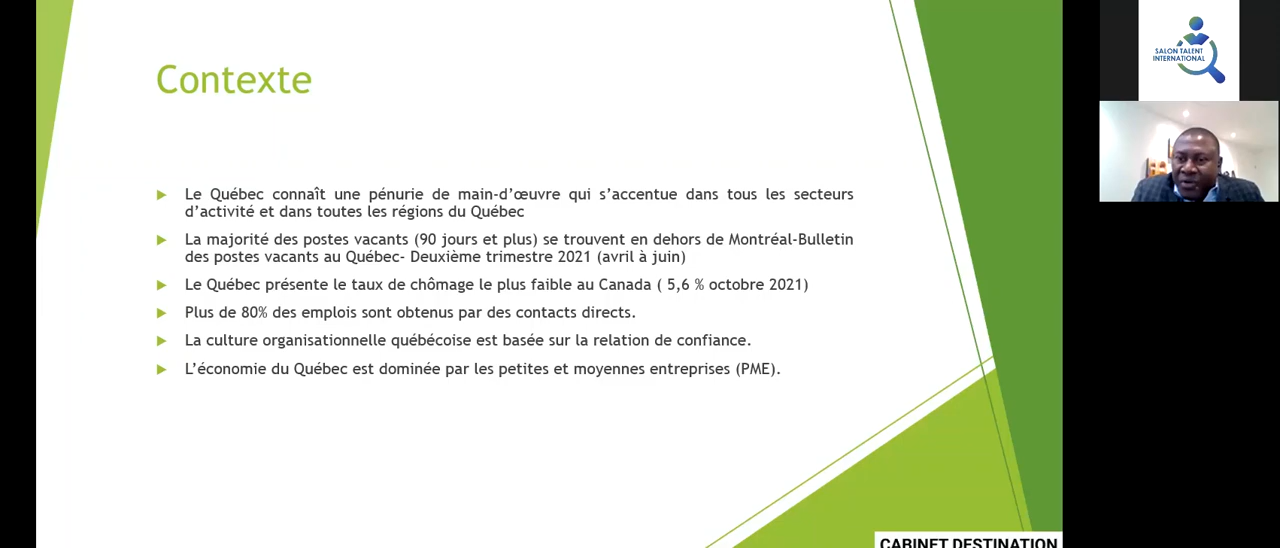 Contexte
Le Québec connaît une pénurie de main-d’œuvre qui s’accentue dans tous les secteurs
d’activité et dans toutes les régions du Québec
La majorité des postes vacants (90 jours et plus) se trouvent en dehors de Montréal-Bulletin
des postes vacants au Québec- Deuxième trimestre 2021 (avril à juin)
Le Québec présente le taux de chômage le plus faible au Canada ( 5,6 % octobre 2021)
Plus de 80% des emplois sont obtenus par des contacts directs.
La culture organisationnelle québécoise est basée sur la relation de confiance.
L’économie du Québec est dominée par les petites et moyennes entreprises (PME).
CABINET DESTINATION
SALON TALENT
INTERNATIONAL